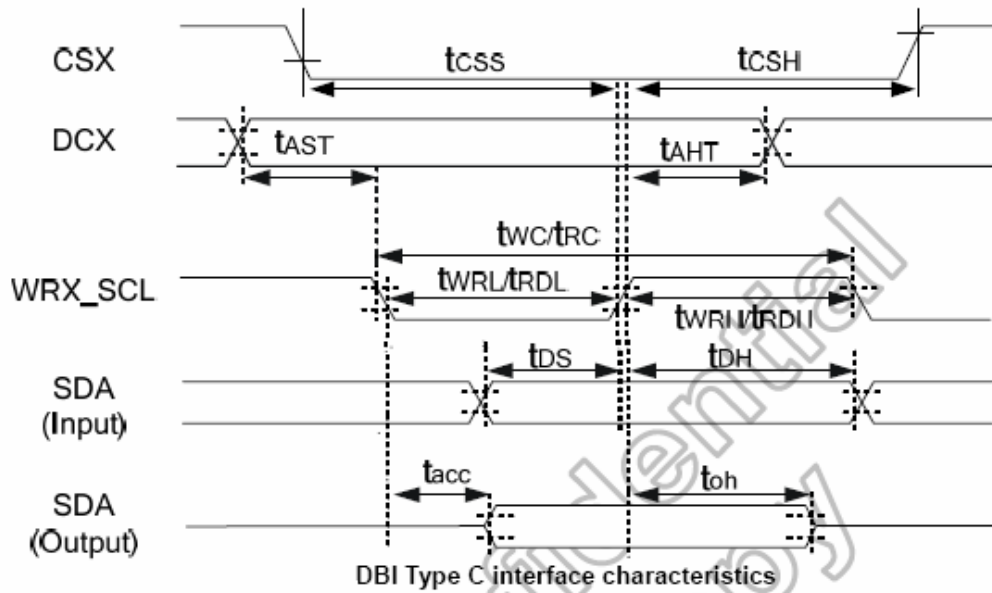 CSX
tCSS
tCSH
DCX
tAST
tAHT
tWC/tRC
WRX_SCL
tWRL/tRDL
tWRH/tRDH
SDA
(Input)
tDS
tDH
SDA
(Output)
tacc
toh
DBI Type C interface characteristics